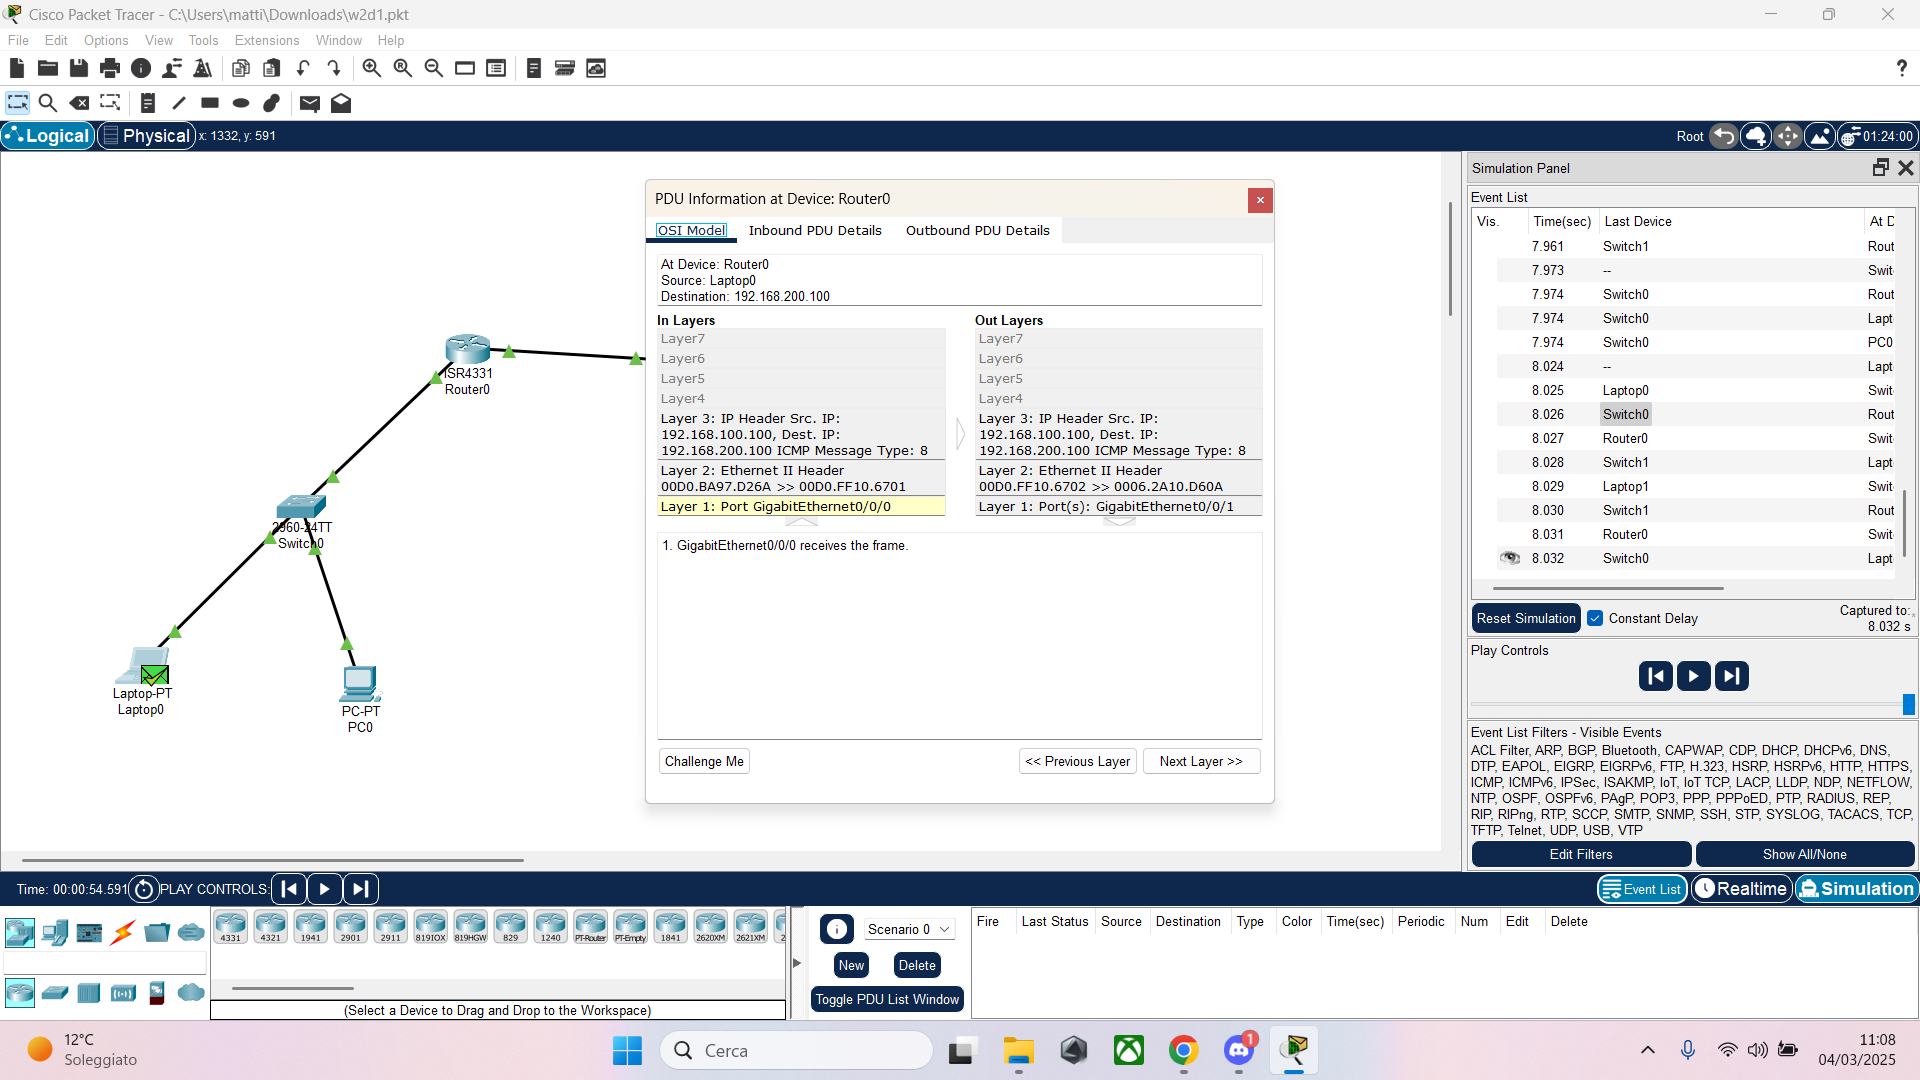 Cisco Packet Tracer - C:\Users\matti\Downloads\w2d1.pkt
File Edit Options View Tools Extensions Window Help
?
Logical Physical x: 1332, y: 591 Root 01:24:00
Simulation Panel
Event List
Vis. Time(sec) Last Device At D
7.961 Switch1 Rout
7.973 -- Swit
7.974 Switch0 Rout
7.974 Switch0 Lapt
7.974 Switch0 PC0
8.024 -- Lapt
8.025 Laptop0 Swit
8.026 Switch0 Rout
8.027 Router0 Swit
8.028 Switch1 Lapt
8.029 Laptop1 Swit
8.030 Switch1 Rout
8.031 Router0 Swit
8.032 Switch0 Lapt
Reset Simulation Constant Delay Captured to:
8.032 s
Play Controls
Event List Filters - Visible Events
ACL Filter, ARP, BGP, Bluetooth, CAPWAP, CDP, DHCP, DHCPv6, DNS,
DTP, EAPOL, EIGRP, EIGRPv6, FTP, H.323, HSRP, HSRPv6, HTTP, HTTPS,
ICMP, ICMPv6, IPSec, ISAKMP, IoT, IoT TCP, LACP, LLDP, NDP, NETFLOW,
NTP, OSPF, OSPFv6, PAgP, POP3, PPP, PPPoED, PTP, RADIUS, REP,
RIP, RIPng, RTP, SCCP, SMTP, SNMP, SSH, STP, SYSLOG, TACACS, TCP,
TFTP, Telnet, UDP, USB, VTP
Edit Filters Show All/None
ISR4331
Router0
2960-24TT
Switch0
Laptop-PT
Laptop0
PC-PT
PC0
PDU Information at Device: Router0
OSI Model Inbound PDU Details Outbound PDU Details
At Device: Router0
Source: Laptop0
Destination: 192.168.200.100
In Layers
Layer7
Layer6
Layer5
Layer4
Layer 3: IP Header Src. IP:
192.168.100.100, Dest. IP:
192.168.200.100 ICMP Message Type: 8
Layer 2: Ethernet II Header
00D0.BA97.D26A >> 00D0.FF10.6701
Layer 1: Port GigabitEthernet0/0/0
Out Layers
Layer7
Layer6
Layer5
Layer4
Layer 3: IP Header Src. IP:
192.168.100.100, Dest. IP:
192.168.200.100 ICMP Message Type: 8
Layer 2: Ethernet II Header
00D0.FF10.6702 >> 0006.2A10.D60A
Layer 1: Port(s): GigabitEthernet0/0/1
1. GigabitEthernet0/0/0 receives the frame.
Challenge Me << Previous Layer Next Layer >>
Time: 00:00:54.591 PLAY CONTROLS: Event List Realtime Simulation
4331 4321 1941 2901 2911 819IOX 819HGW 829 1240 PT-Router PT-Empty 1841 2620XM 2621XM 2
(Select a Device to Drag and Drop to the Workspace)
Scenario 0
New Delete
Toggle PDU List Window
Fire Last Status Source Destination Type Color Time(sec) Periodic Num Edit Delete
12°C
Soleggiato
Cerca
1
11:08
04/03/2025